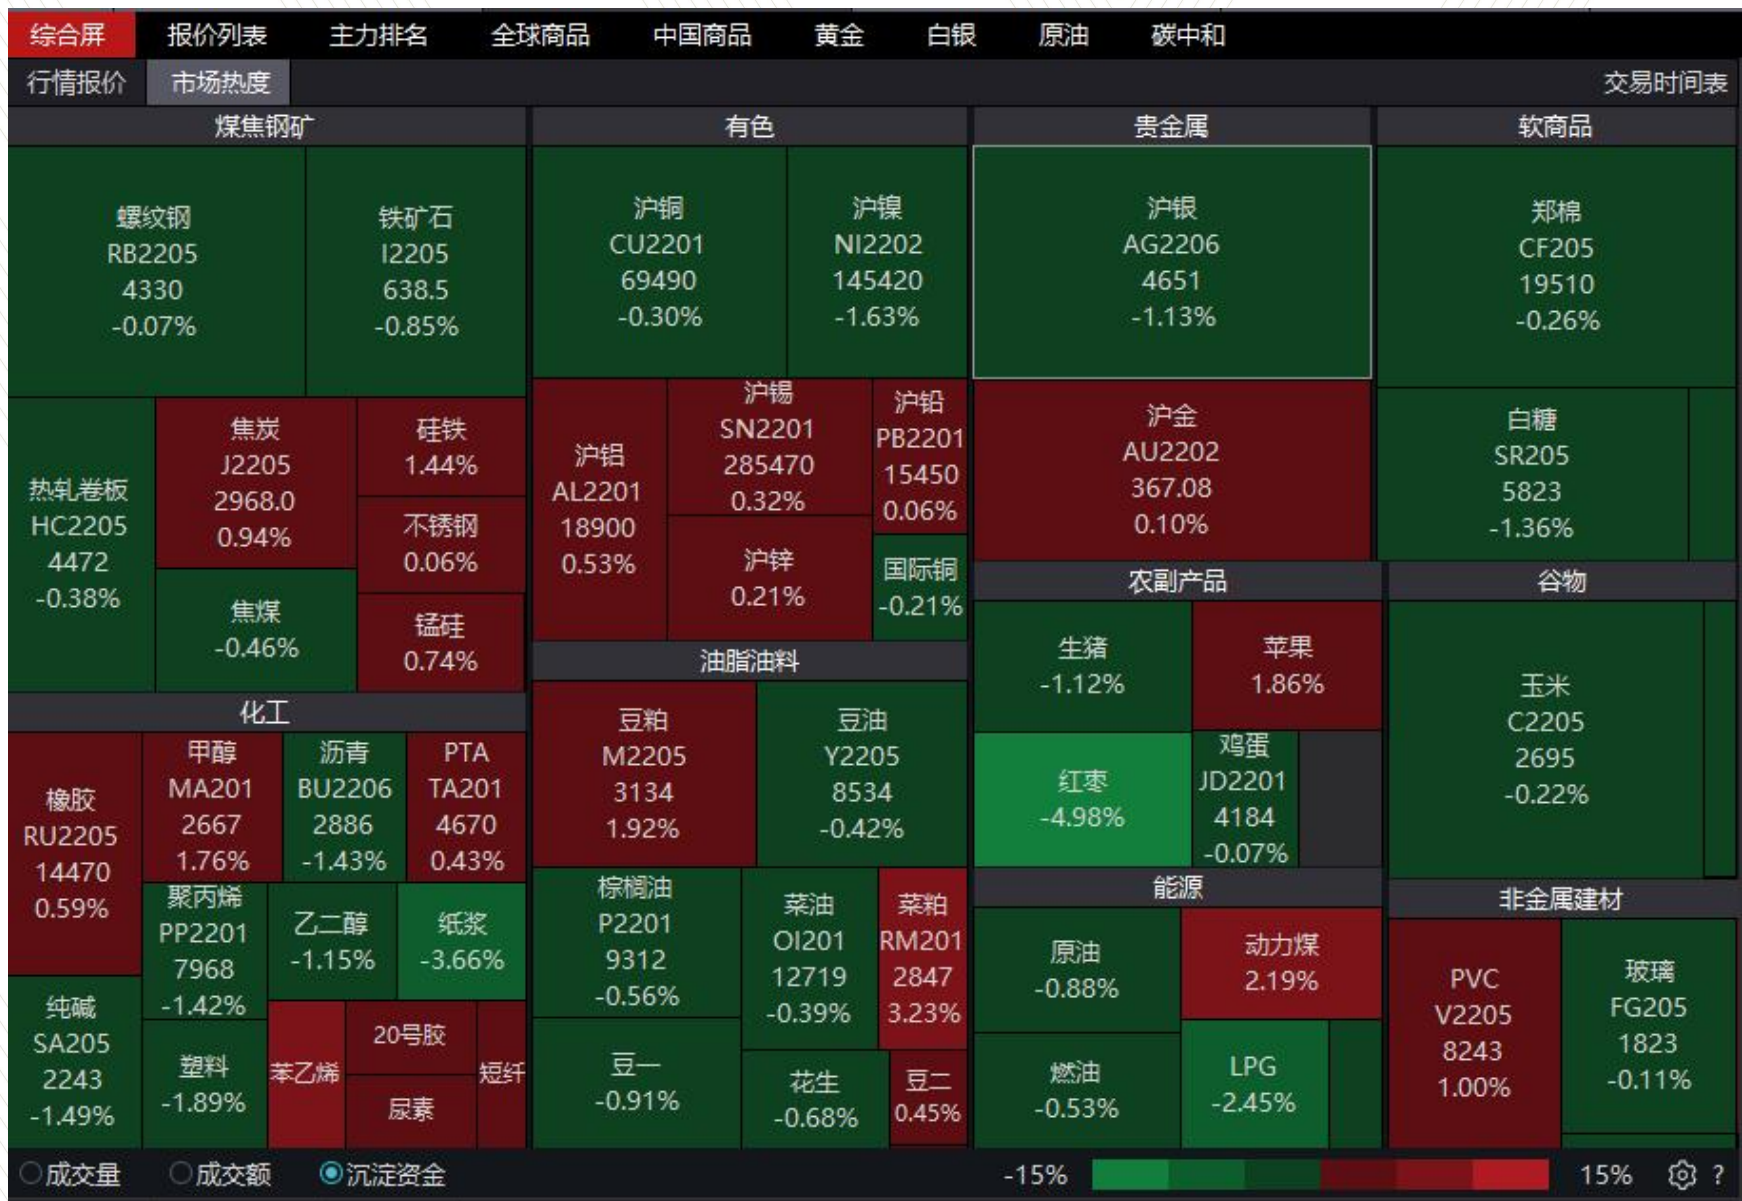 综合屏 报价列表 主力排名 全球商品 中国商品 黄金 白银 原油 碳中和
行情报价 市场热度 交易时间表
煤焦钢矿
螺纹钢
RB2205
4330
-0.07%
铁矿石
I2205
638.5
-0.85%
热轧卷板
HC2205
4472
-0.38%
焦炭
J2205
2968.0
0.94%
焦煤
-0.46%
硅铁
1.44%
不锈钢
0.06%
锰硅
0.74%
化工
橡胶
RU2205
14470
0.59%
纯碱
SA205
2243
-1.49%
甲醇
MA201
2667
1.76%
沥青
BU2206
2886
-1.43%
PTA
TA201
4670
0.43%
聚丙烯
PP2201
7968
-1.42%
乙二醇
-1.15%
纸浆
-3.66%
塑料
-1.89%
苯乙烯
20号胶
尿素
短纤
有色
沪铜
CU2201
69490
-0.30%
沪镍
NI2202
145420
-1.63%
沪铝
AL2201
18900
0.53%
沪锡
SN2201
285470
0.32%
沪锌
0.21%
沪铅
PB2201
15450
0.06%
国际铜
-0.21%
油脂油料
豆粕
M2205
3134
1.92%
豆油
Y2205
8534
-0.42%
棕榈油
P2201
9312
-0.56%
菜油
OI201
12719
-0.39%
菜粕
RM201
2847
3.23%
豆一
-0.91%
花生
-0.68%
豆二
0.45%
贵金属
沪银
AG2206
4651
-1.13%
沪金
AU2202
367.08
0.10%
农副产品
生猪
-1.12%
苹果
1.86%
红枣
-4.98%
鸡蛋
JD2201
4184
-0.07%
能源
原油
-0.88%
动力煤
2.19%
燃油
-0.53%
LPG
-2.45%
软商品
郑棉
CF205
19510
-0.26%
白糖
SR205
5823
-1.36%
谷物
玉米
C2205
2695
-0.22%
非金属建材
PVC
V2205
8243
1.00%
玻璃
FG205
1823
-0.11%
成交量 成交额 沉淀资金 -15% 15% ?